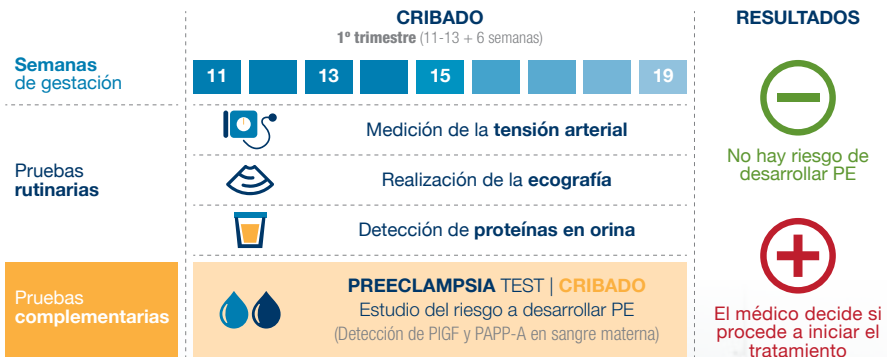 CRIBADO
1º trimestre (11-13 + 6 semanas)
RESULTADOS
Semanas
de gestación
11 13 15 19
Medición de la tensión arterial
Pruebas
rutinarias
Realización de la ecografía
Detección de proteínas en orina
No hay riesgo de
desarrollar PE
Pruebas
complementarias
PREECLAMPSIA TEST | CRIBADO
Estudio del riesgo a desarrollar PE
(Detección de PIGF y PAPP-A en sangre materna)
El médico decide si
procede a iniciar el
tratamiento